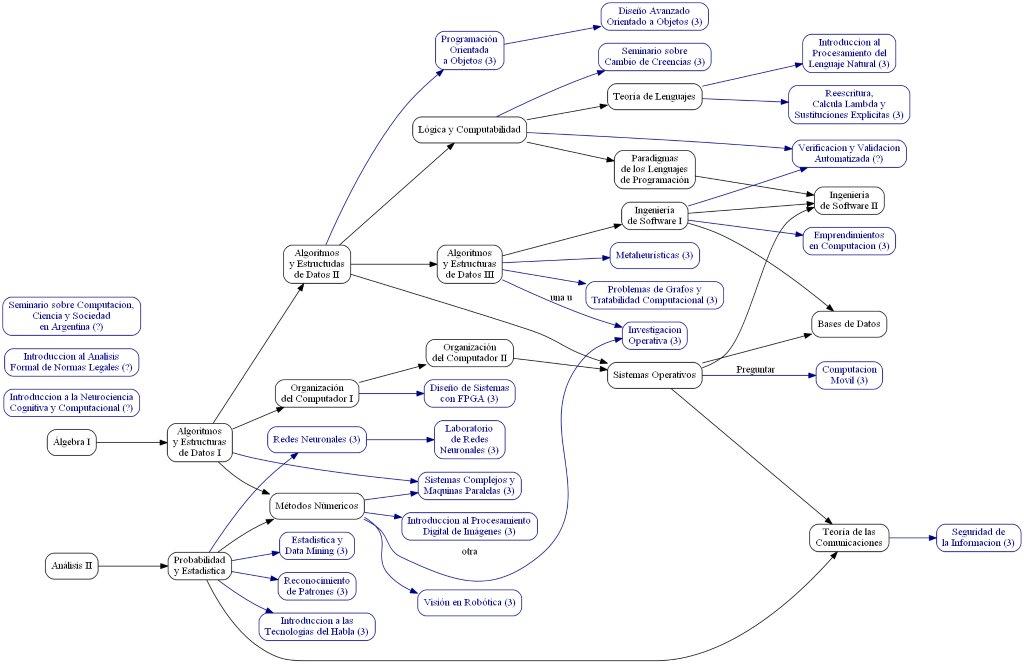 Diseño Avanzado
Orientado a Objetos (3)
Programación
Orientada
a Objetos (3)
Seminario sobre
Cambio de Creencias (3)
Introduccion al
Procesamiento del
Lenguaje Natural (3)
Teoría de Lenguajes
Reescritura,
Calcula Lambda y
Sustituciones Explicitas (3)
Lógica y Computabilidad
Verificacion y Validacion
Automatizada (?)
Paradigmas
de los Lenguajes
de Programación
Ingeniería
de Software II
Ingeniería
de Software I
Emprendimientos
en Computacion (3)
Algoritmos
y Estructudas
de Datos II
Algoritmos
y Estructuras
de Datos III
Metaheurísticas (3)
Problemas de Grafos y
Tratabilidad Computacional (3)
una u
Seminario sobre Computacion,
Ciencia y Sociedad
en Argentina (?)
Bases de Datos
Investigacion
Operativa (3)
Introduccion al Analisis
Formal de Normas Legales (?)
Organización
del Computador II
Sistemas Operativos
Preguntar
Computacion
Movil (3)
Introduccion a la Neurociencia
Cognitiva y Computacional (?)
Organización
del Computador I
Diseño de Sistemas
con FPGA (3)
Álgebra I
Algoritmos
y Estructuras
de Datos I
Redes Neuronales (3)
Laboratorio
de Redes
Neuronales (3)
Sistemas Complejos y
Maquinas Paralelas (3)
Métodos Númericos
Introduccion al Procesamiento
Digital de Imágenes (3)
otra
Teoría de las
Comunicaciones
Seguridad de
la Informacion (3)
Estadistica y
Data Mining (3)
Análisis II
Probabilidad
y Estadística
Reconocimiento
de Patrones (3)
Visión en Robótica (3)
Introduccion a las
Tecnologías del Habla (3)